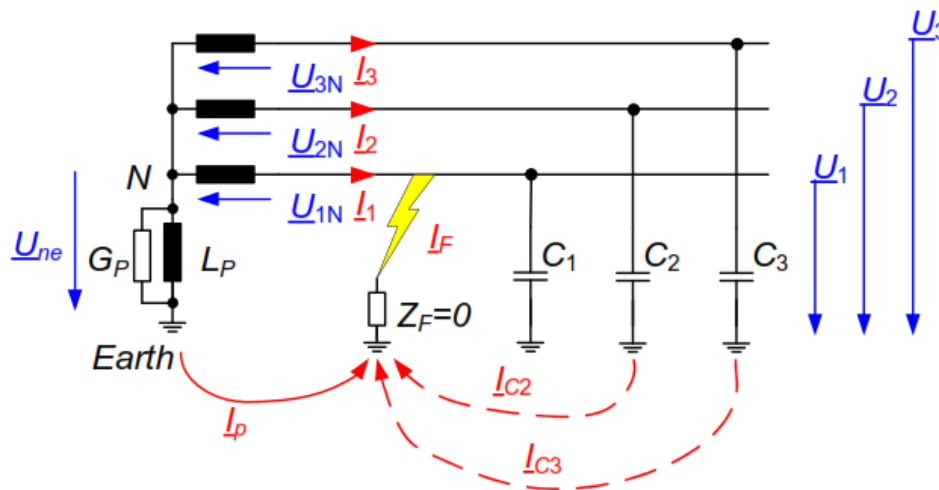 U3
U3N I3
U2
U2N I2
N
U1
U1N I1
Une
GP LP
IF
C1 C2 C3
ZF=0
Earth
IC2
Ip
IC3